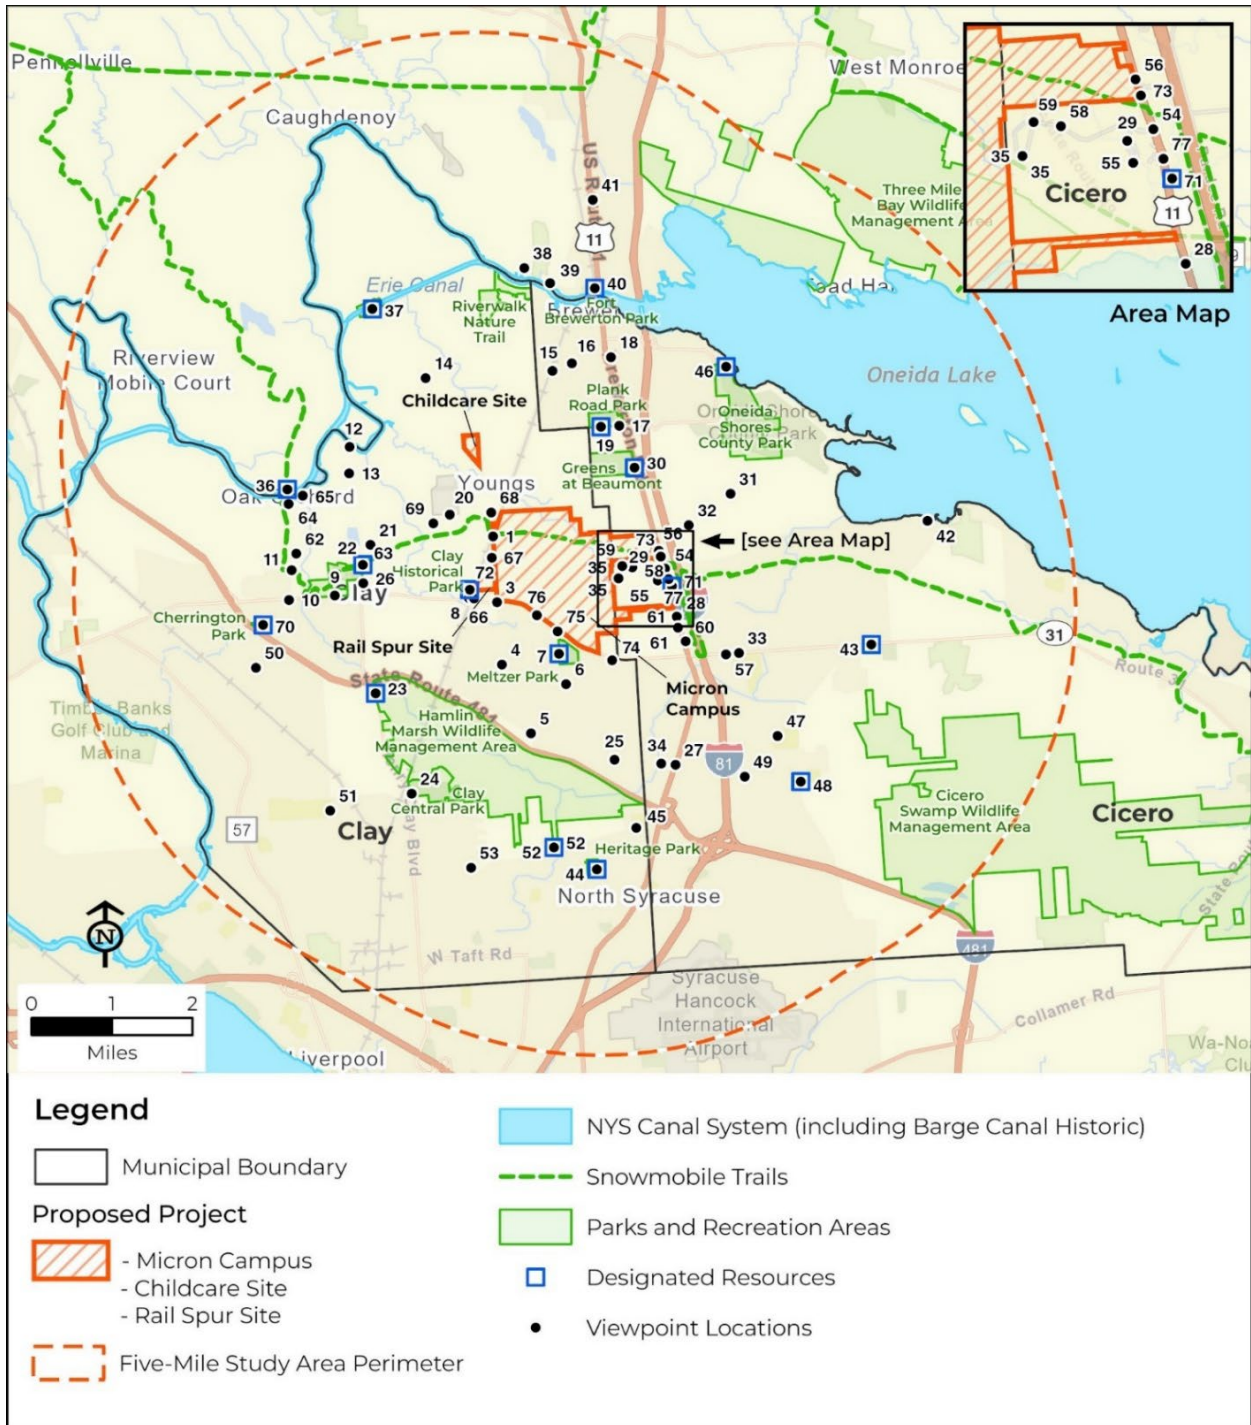 Pennellville
West Monroe
Caughdenoy
US Rout
11
41
Three Mile
Bay Wildlife
Management Area
38
39
40
Erie Canal
37
Riverwalk
Nature
Trail
Brewer
Fort
Brewerton Park
oad Ha
Riverview
Mobile Court
14
15
16
18
46
Oneida Lake
Childcare Site
Plank
Road Park
17
19
Oneida
Shores
County Park
12
13
30
Greens
at Beaumont
31
36
65
Oak
64
Youngs
68
69
20
32
42
1
73
56
[see Area Map]
62
22
21
63
11
59
29
54
67
Clay
Historical
Park
72
35
58
71
9
26
Clay
35
10
3
76
55
77
28
8
66
75
61
60
Cherrington
Park
70
Rail Spur Site
61
33
57
43
31
Route 31
50
4
7
74
Meltzer Park
6
Micron
Campus
State Route 481
23
Timber Banks
Golf Club and
Marina
Hamlin
Marsh Wildlife
Management Area
5
25
34
27
47
81
49
48
24
Clay
Central Park
51
57
Clay
45
Heritage Park
Cicero
Swamp Wildlife
Management Area
Cicero
52
52
53
44
North Syracuse
W Taft Rd
481
State Route
Syracuse
Hancock
International
Airport
Collamer Rd
Wa-Noa
Clu
Liverpool
N
0 1 2
Miles
56
73
59
58
54
29
77
35
35
55
71
Cicero
11
28
Area Map
Legend
Municipal Boundary
Proposed Project
- Micron Campus
- Childcare Site
- Rail Spur Site
Five-Mile Study Area Perimeter
NYS Canal System (including Barge Canal Historic)
Snowmobile Trails
Parks and Recreation Areas
Designated Resources
Viewpoint Locations